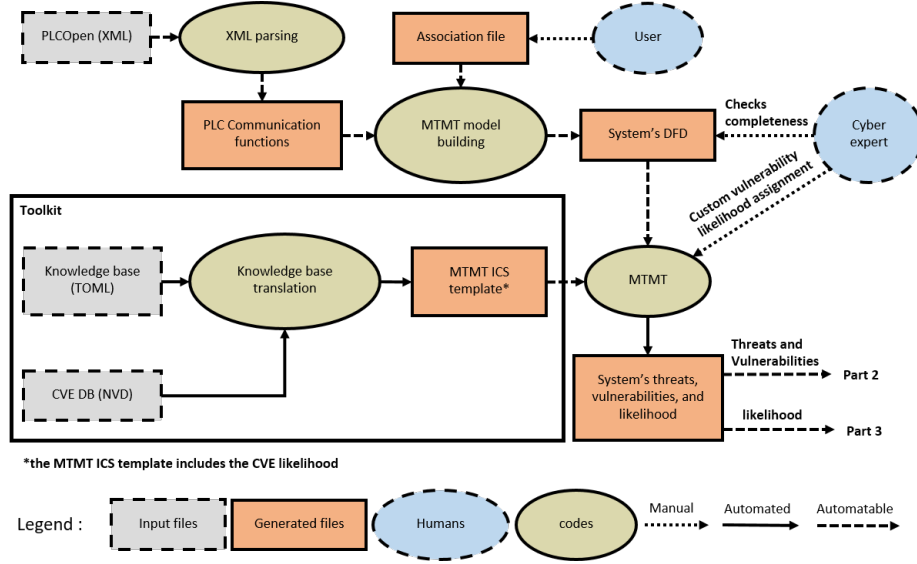 PLCOpen (XML)
XML parsing
Association file
User
PLC Communication
functions
MTMT model
building
System's DFD
Checks
completeness
Cyber
expert
Custom vulnerability
likelihood assignment
Toolkit
Knowledge base
(TOML)
Knowledge base
translation
MTMT ICS
template*
MTMT
CVE DB (NVD)
System's threats,
vulnerabilities, and
likelihood
Threats and
Vulnerabilities
Part 2
likelihood
Part 3
*the MTMT ICS template includes the CVE likelihood
Legend :
Input files
Generated files
Humans
codes
Manual
Automated
Automatable